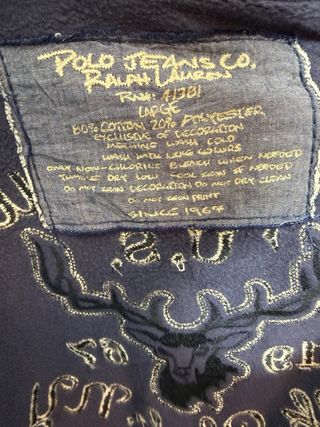 POLO JEANS CO.
RALPH LAUREN
RN#: 41381
LARGE
80% COTTON 20% POLYESTER
EXCLUSIVE OF DECORATION
MACHINE WASH COLD
WASH WITH LIKE COLOURS
ONLY NON-CHLORINE BLEACH WHEN NEEDED
TUMBLE DRY LOW COOL IRON IF NEEDED
DO NOT IRON DECORATION DO NOT DRY CLEAN
DO NOT IRON PRINT
SINCE 1967
U.S.
67